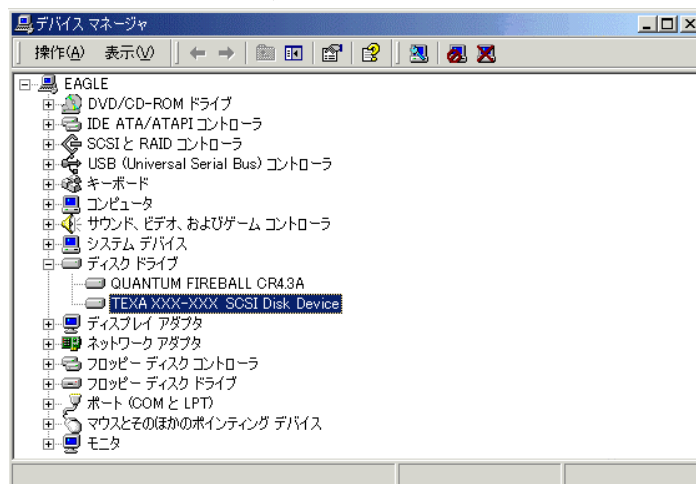 デバイス マネージャ
操作(A) 表示(V)
EAGLE
DVD/CD-ROM ドライブ
IDE ATA/ATAPI コントローラ
SCSI と RAID コントローラ
USB (Universal Serial Bus) コントローラ
キーボード
コンピュータ
サウンド、ビデオ、およびゲーム コントローラ
システム デバイス
ディスク ドライブ
QUANTUM FIREBALL CR4.3A
TEXA XXX-XXX SCSI Disk Device
ディスプレイ アダプタ
ネットワーク アダプタ
フロッピー ディスク コントローラ
フロッピー ディスク ドライブ
ポート (COM と LPT)
マウスとそのほかのポインティング デバイス
モニタ